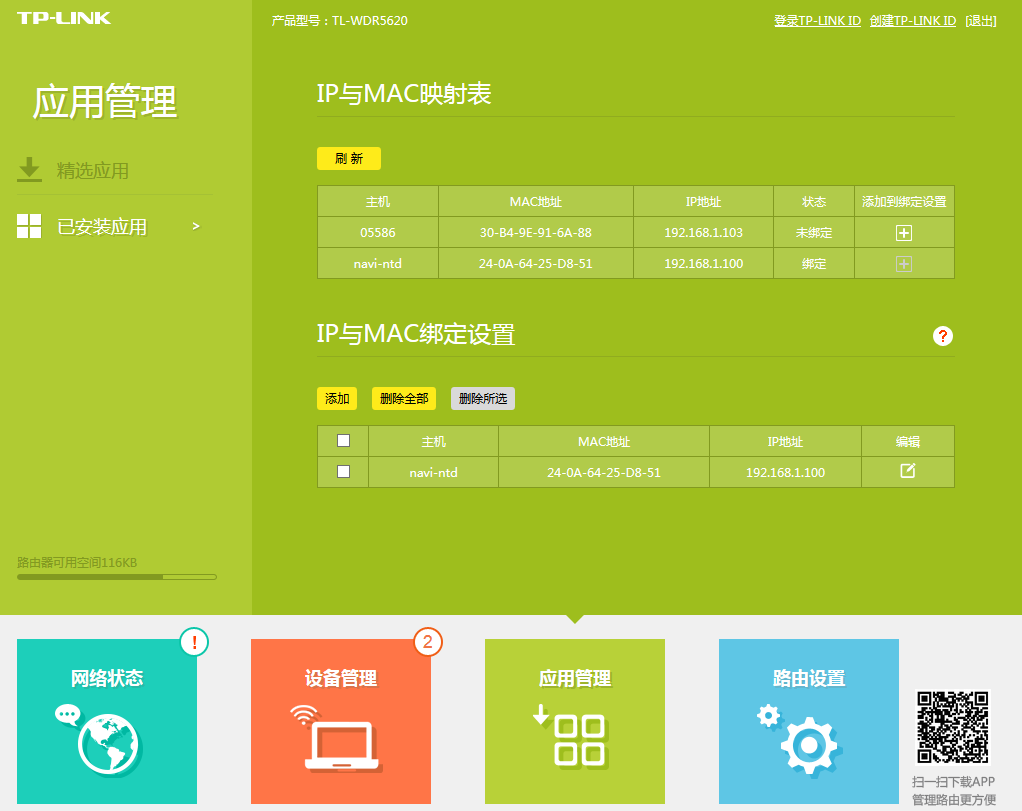 TP-LINK
产品型号：TL-WDR5620
登录TP-LINK ID 创建TP-LINK ID [退出]
应用管理
精选应用
已安装应用 >
路由器可用空间116KB
IP与MAC映射表
刷 新
主机 MAC地址 IP地址 状态 添加到绑定设置
05586 30-B4-9E-91-6A-88 192.168.1.103 未绑定
navi-ntd 24-0A-64-25-D8-51 192.168.1.100 绑定
IP与MAC绑定设置 ?
添加 删除全部 删除所选
主机 MAC地址 IP地址 编辑
navi-ntd 24-0A-64-25-D8-51 192.168.1.100
! 2
网络状态 设备管理 应用管理 路由设置
扫一扫下载APP
管理路由更方便